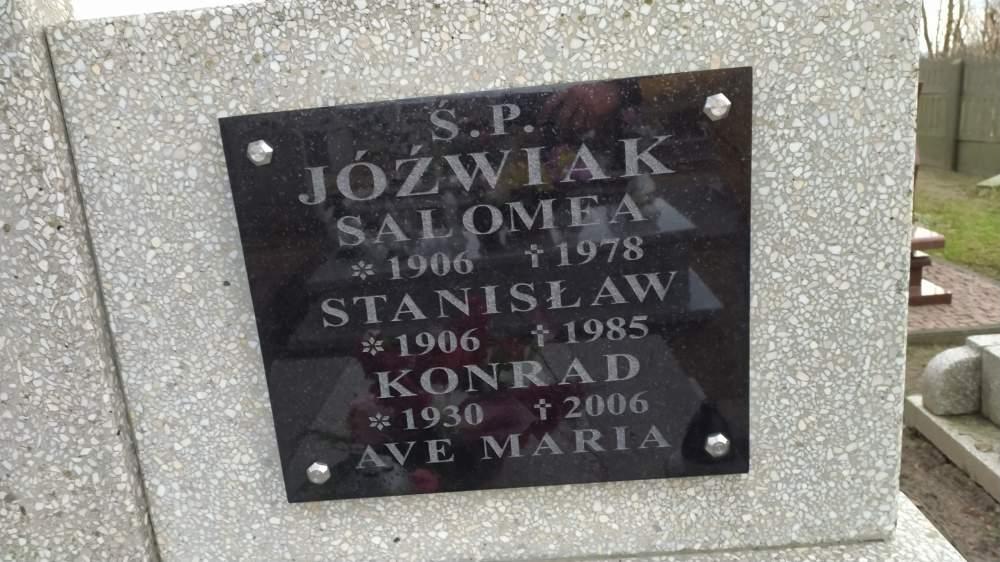 Ś.P.
JÓŹWIAK
SALOMEA
* 1906 † 1978
STANISŁAW
* 1906 † 1985
KONRAD
* 1930 † 2006
AVE MARIA